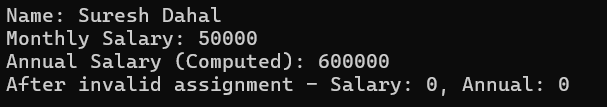 Name: Suresh Dahal
Monthly Salary: 50000
Annual Salary (Computed): 600000
After invalid assignment - Salary: 0, Annual: 0